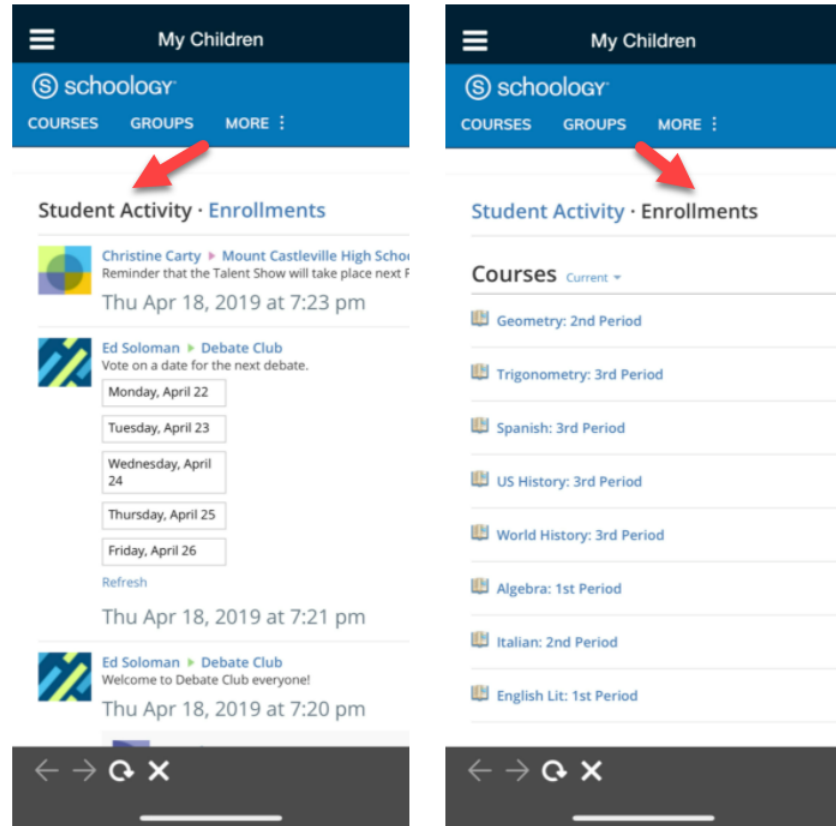 My Children
schoology
COURSES GROUPS MORE
Student Activity · Enrollments
Christine Carty ▸ Mount Castleville High
Reminder that the Talent Show will take place next
Thu Apr 18, 2019 at 7:23 pm
Ed Soloman ▸ Debate Club
Vote on a date for the next debate.
Monday, April 22
Tuesday, April 23
Wednesday, April
24
Thursday, April 25
Friday, April 26
Refresh
Thu Apr 18, 2019 at 7:21 pm
Ed Soloman ▸ Debate Club
Welcome to Debate Club everyone!
Thu Apr 18, 2019 at 7:20 pm
My Children
schoology
COURSES GROUPS MORE
Student Activity · Enrollments
Courses Current
Geometry: 2nd Period
Trigonometry: 3rd Period
Spanish: 3rd Period
US History: 3rd Period
World History: 3rd Period
Algebra: 1st Period
Italian: 2nd Period
English Lit: 1st Period